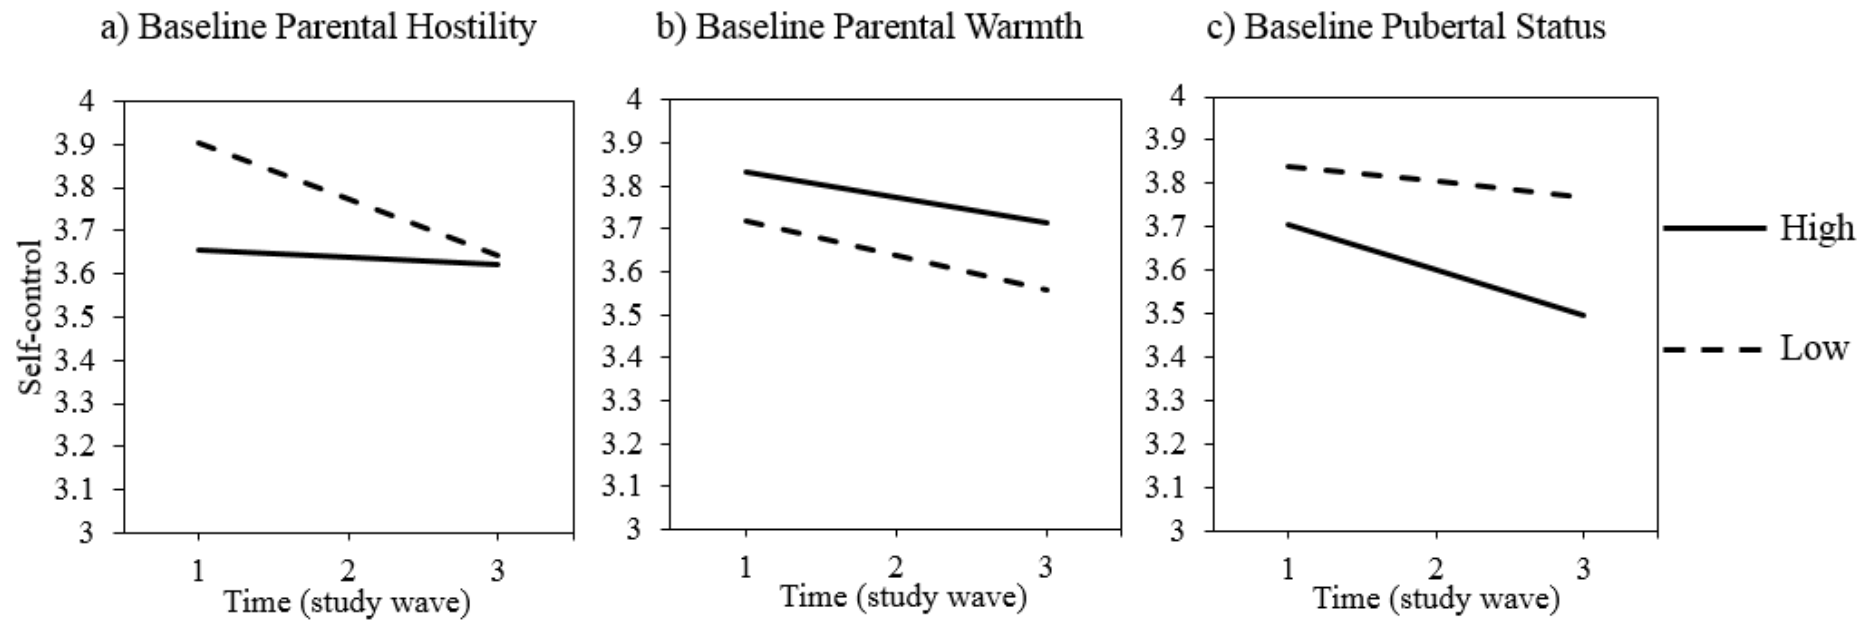 a) Baseline Parental Hostility
b) Baseline Parental Warmth
c) Baseline Pubertal Status
Self-control
4
3.9
3.8
3.7
3.6
3.5
3.4
3.3
3.2
3.1
3
1 2 3
Time (study wave)
4
3.9
3.8
3.7
3.6
3.5
3.4
3.3
3.2
3.1
3
1 2 3
Time (study wave)
4
3.9
3.8
3.7
3.6
3.5
3.4
3.3
3.2
3.1
3
1 2 3
Time (study wave)
High
Low